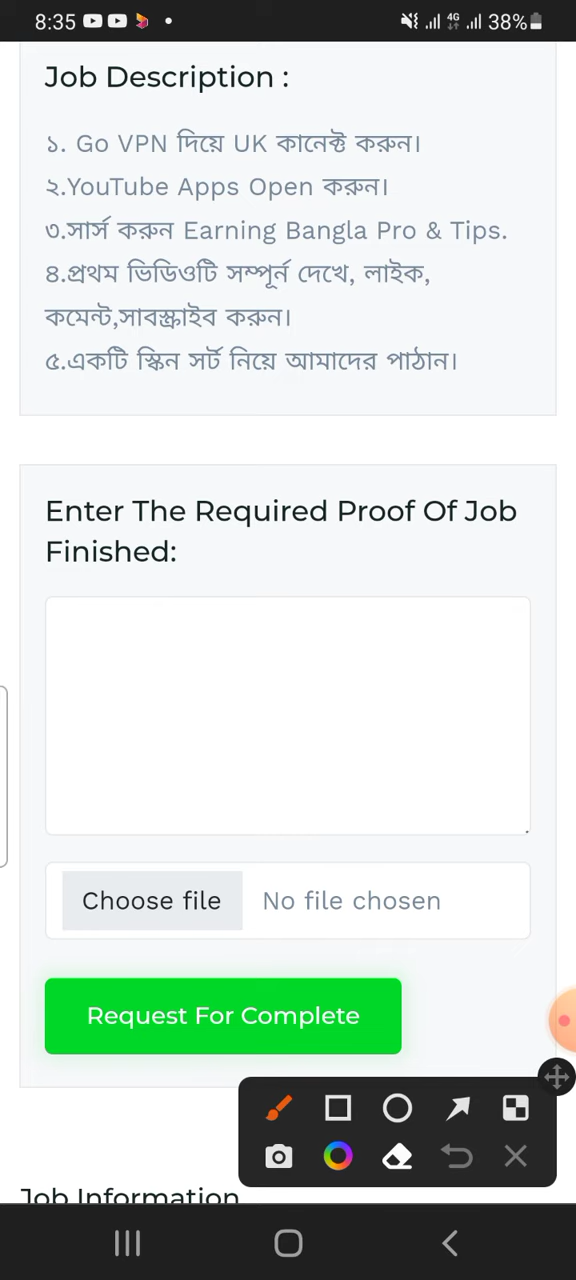 8:35
4G
38%
Job Description :
১. Go VPN দিয়ে UK কানেক্ট করুন।
২.YouTube Apps Open করুন।
৩.সার্স করুন Earning Bangla Pro & Tips.
৪.প্রথম ভিডিওটি সম্পূর্ন দেখে, লাইক,
কমেন্ট,সাবস্ক্রাইব করুন।
৫.একটি স্কিন সর্ট নিয়ে আমাদের পাঠান।
Enter The Required Proof Of Job
Finished:
Choose file No file chosen
Request For Complete
Job Information